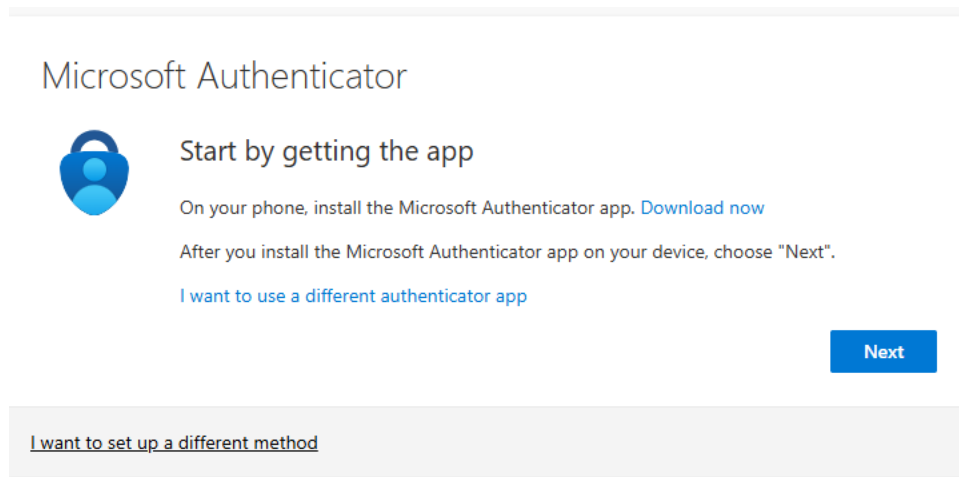 Microsoft Authenticator
Start by getting the app
On your phone, install the Microsoft Authenticator app. Download now
After you install the Microsoft Authenticator app on your device, choose "Next".
I want to use a different authenticator app
Next
I want to set up a different method